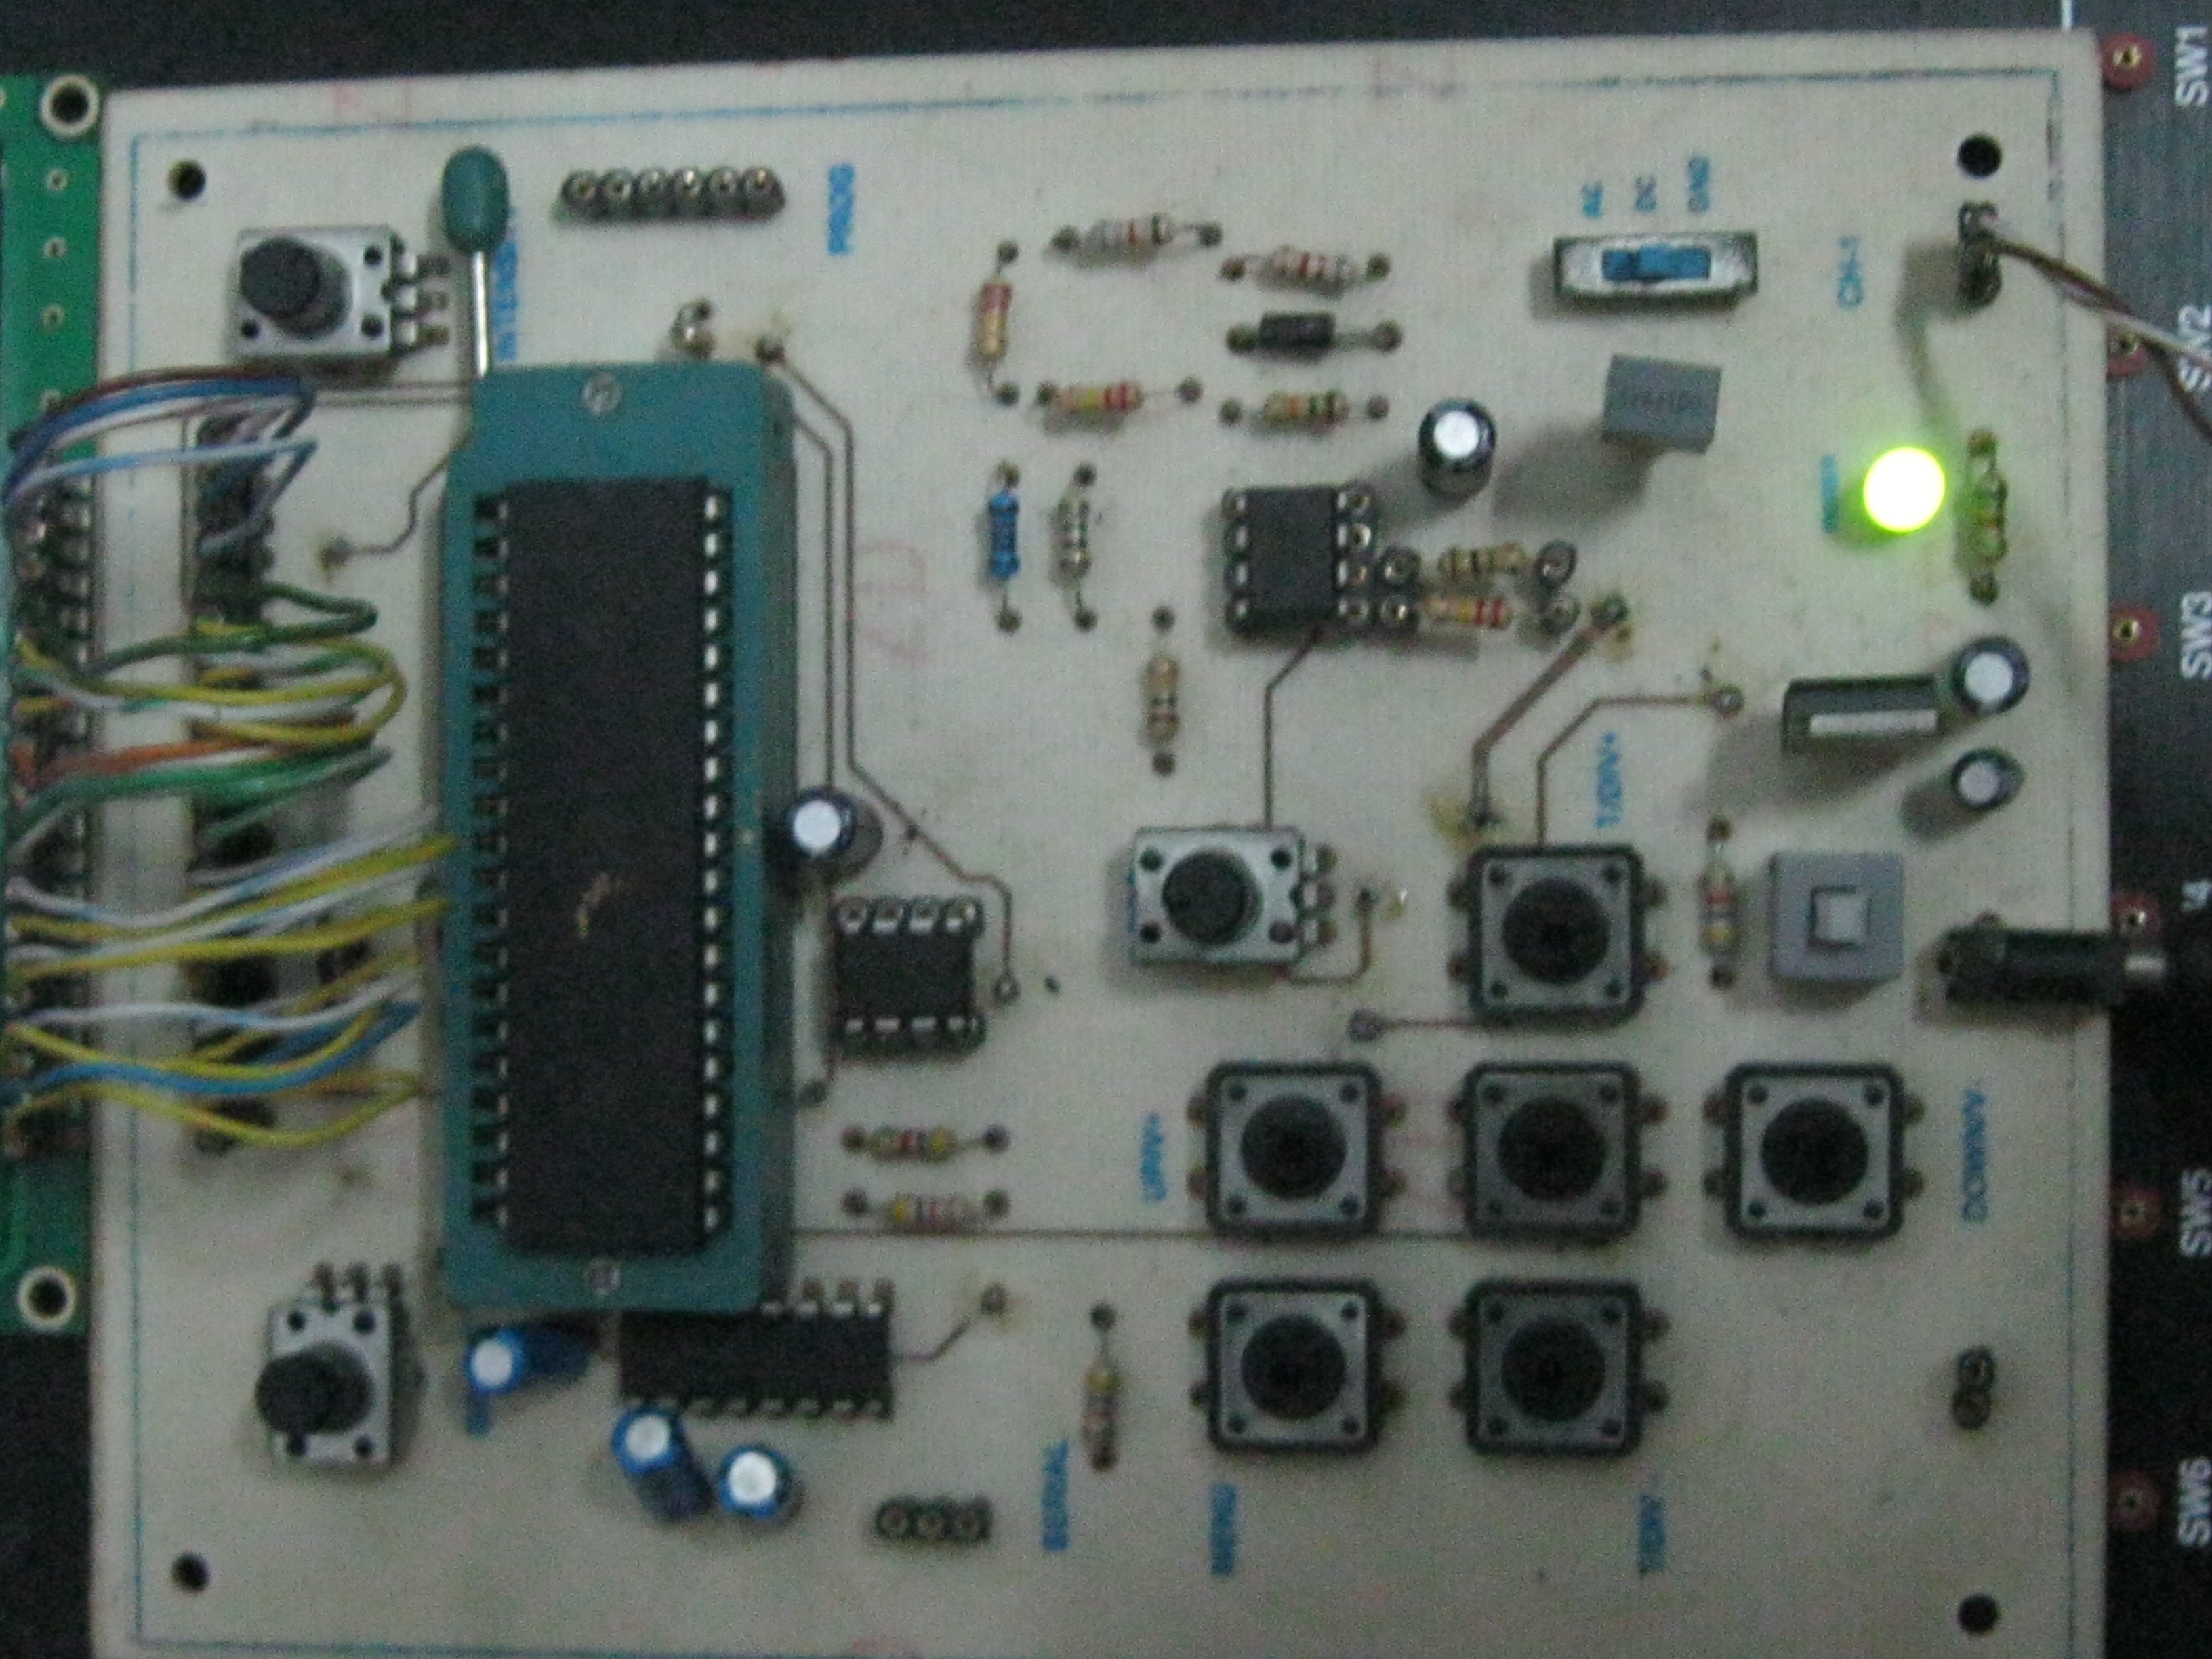 INTENSITY
PROG
SERIAL
UP/V+
MENU
T/DIV+
T/DIV-
AC
DC
GND
POWER
CH-1
DOWN/V-
SW6
SW5
SW3
SW2
SW1